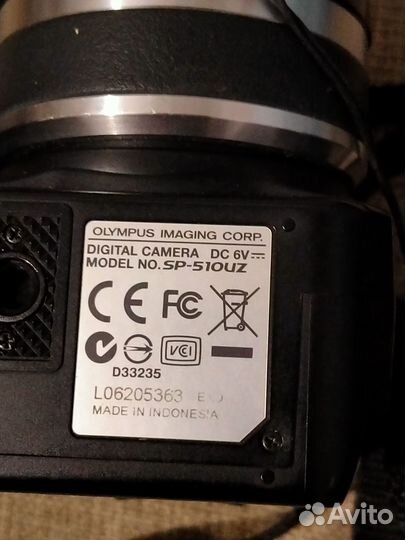 OLYMPUS IMAGING CORP.
DIGITAL CAMERA DC 6V
MODEL NO. SP-510UZ
CE FC
VCI
D33235
L06205363
MADE IN INDONESIA
Avito